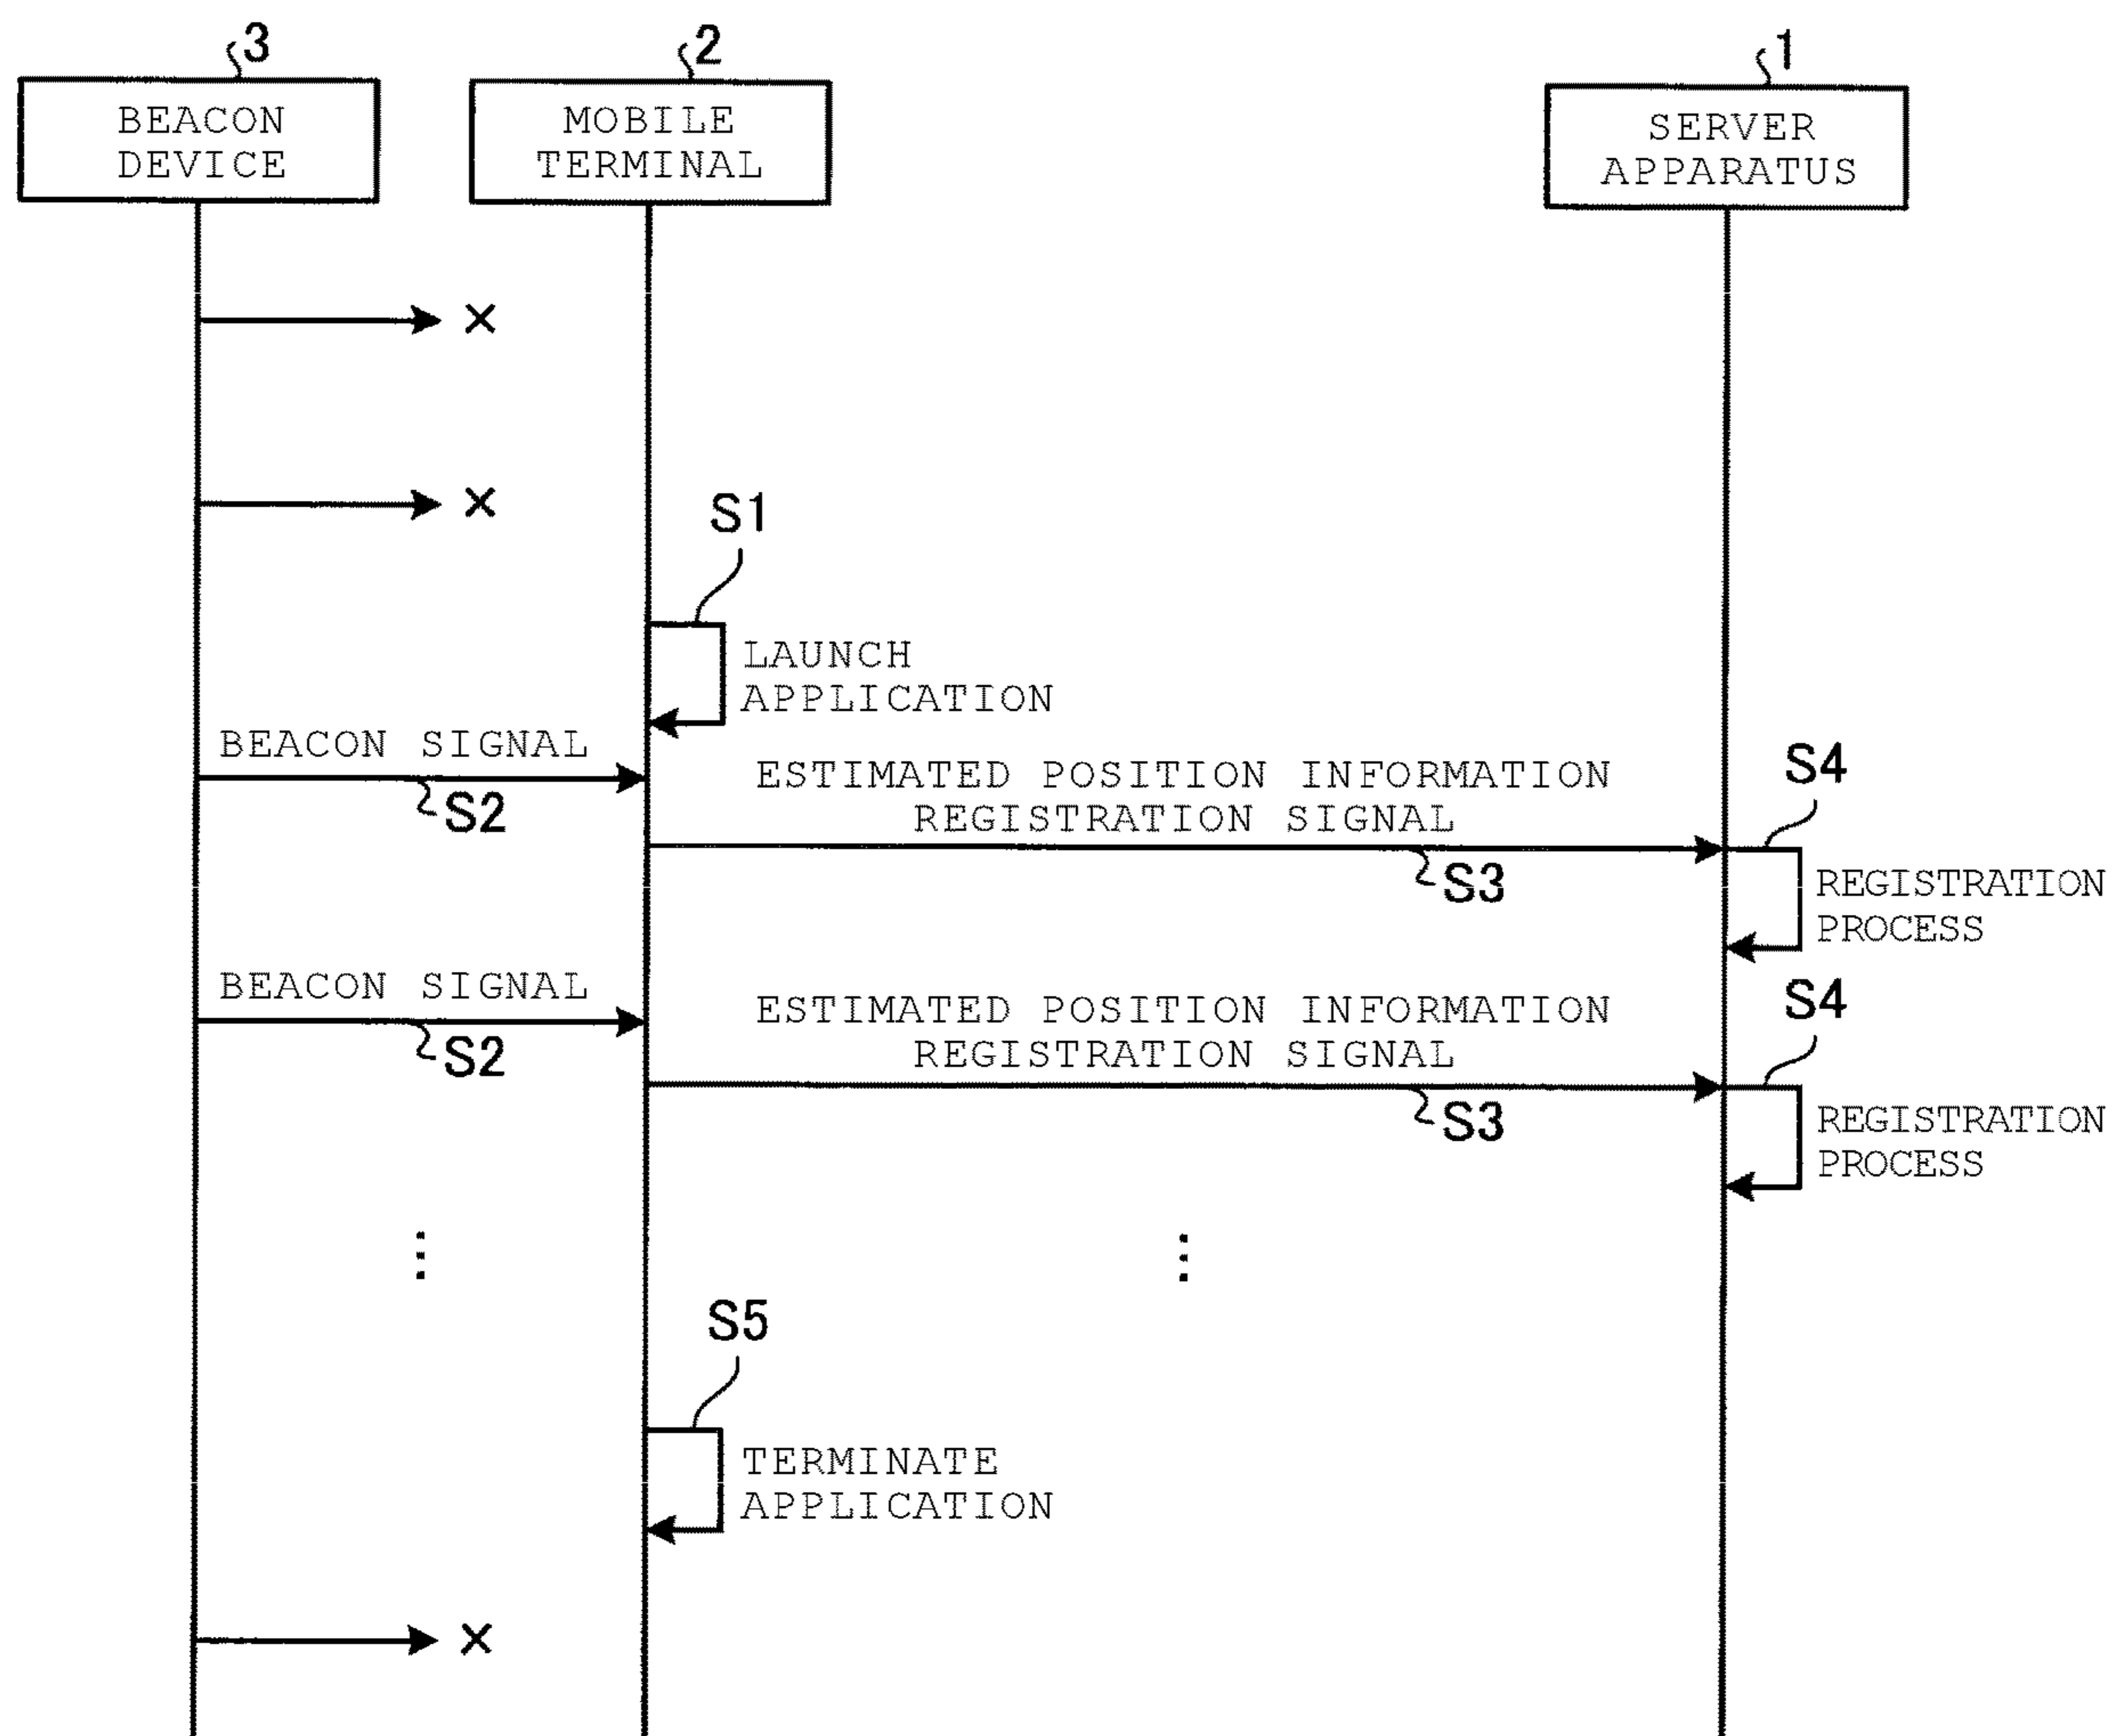 3
2
1
BEACON
DEVICE
MOBILE
TERMINAL
SERVER
APPARATUS
×
×
S1
LAUNCH
APPLICATION
BEACON SIGNAL
S2
ESTIMATED POSITION INFORMATION
REGISTRATION SIGNAL
S3
S4
REGISTRATION
PROCESS
BEACON SIGNAL
S2
ESTIMATED POSITION INFORMATION
REGISTRATION SIGNAL
S3
S4
REGISTRATION
PROCESS
⋮
⋮
S5
TERMINATE
APPLICATION
×